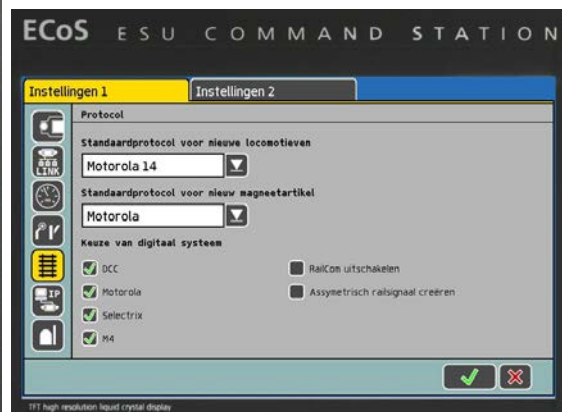 ECoS ESU COMMAND STATION
Instellingen 1
Instellingen 2
Protocol
Standaardprotocol voor nieuwe locomotieven
Motorola 14
Standaardprotocol voor nieuw magneetartikel
Motorola
Keuze van digitaal systeem
DCC
RailCom uitschakelen
Motorola
Assymetrisch railsignaal creëren
Selectrix
M4
LINK
IP
TFT high resolution liquid crystal display